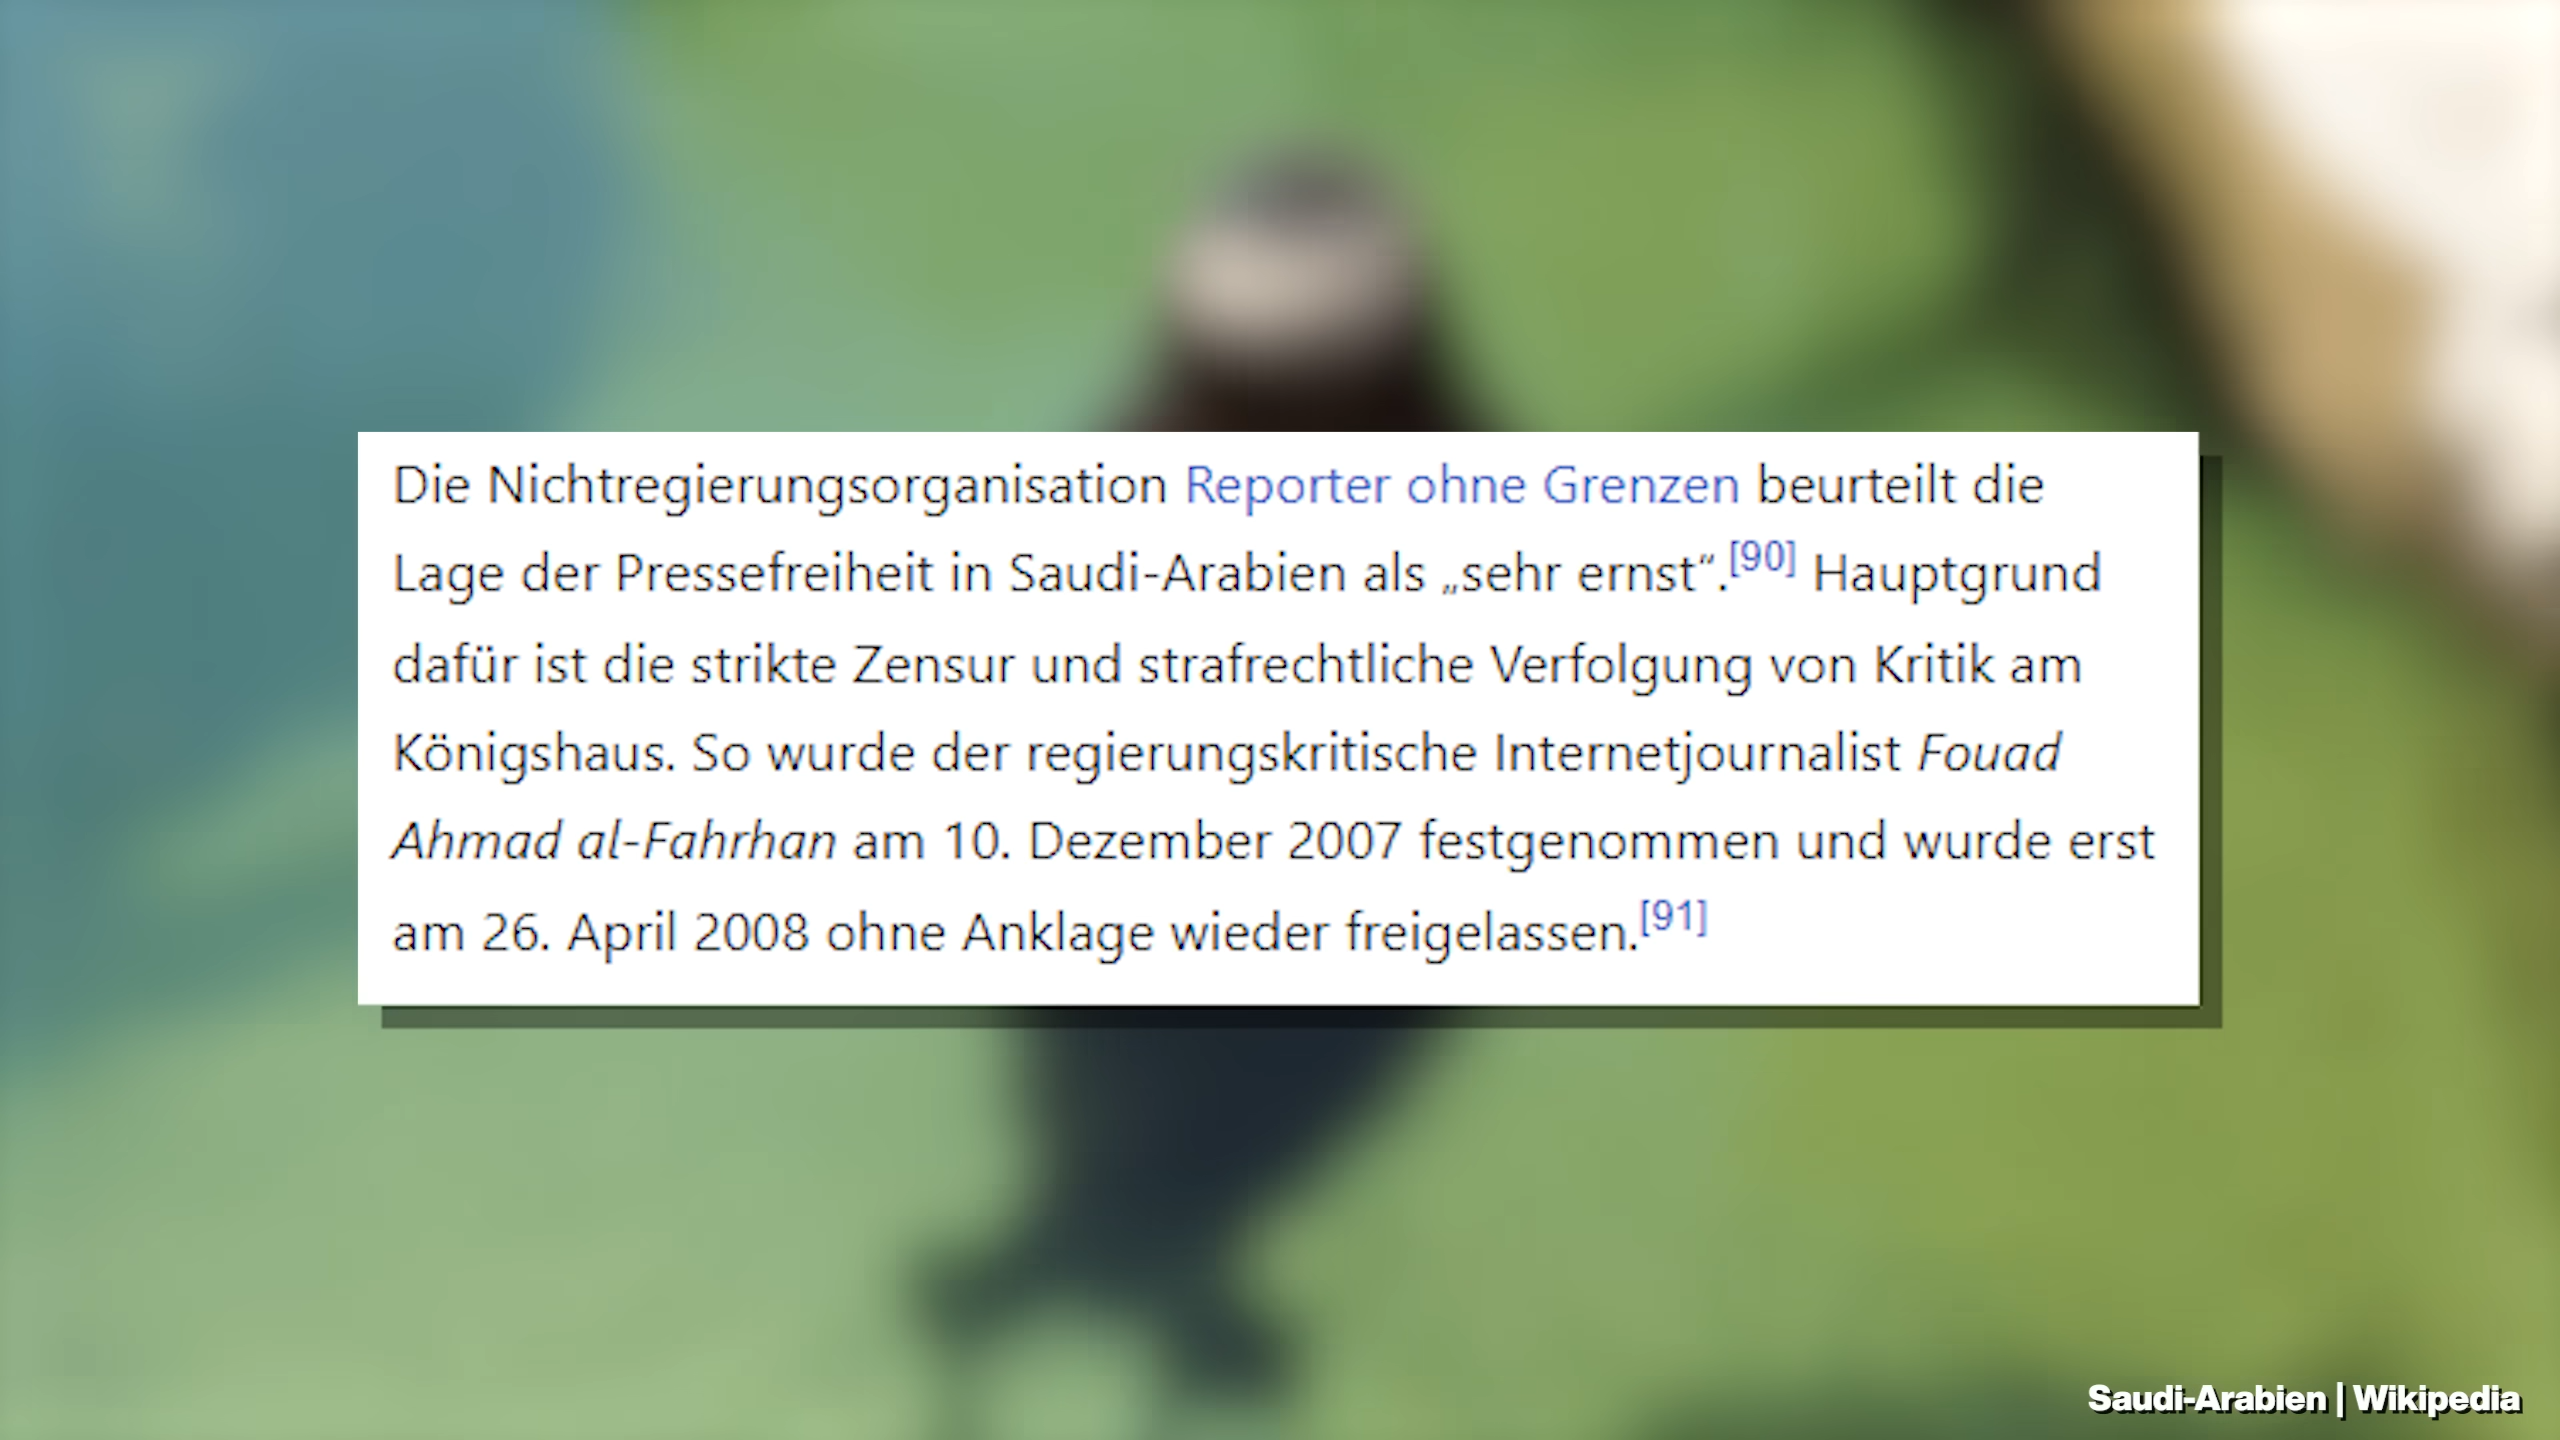 Die Nichtregierungsorganisation Reporter ohne Grenzen beurteilt die
Lage der Pressefreiheit in Saudi-Arabien als „sehr ernst“.[90] Hauptgrund
dafür ist die strikte Zensur und strafrechtliche Verfolgung von Kritik am
Königshaus. So wurde der regierungskritische Internetjournalist Fouad
Ahmad al-Fahrhan am 10. Dezember 2007 festgenommen und wurde erst
am 26. April 2008 ohne Anklage wieder freigelassen.[91]
Saudi-Arabien | Wikipedia